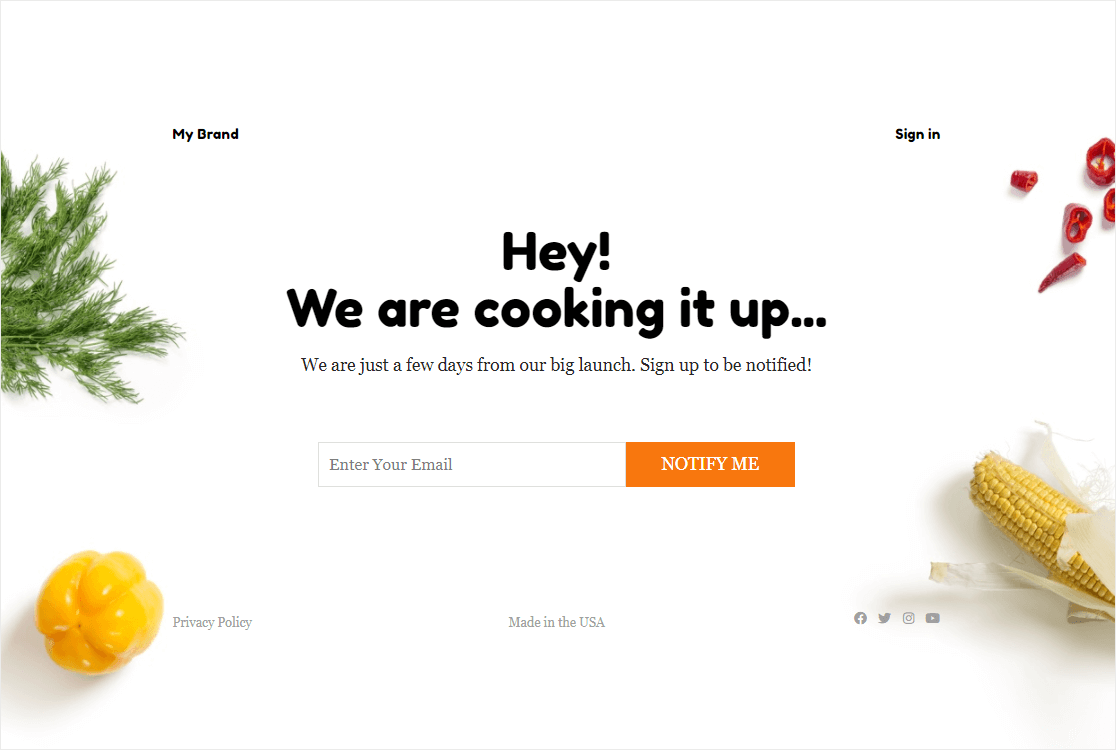 My Brand
Sign in
Hey!
We are cooking it up...
We are just a few days from our big launch. Sign up to be notified!
Enter Your Email
NOTIFY ME
Privacy Policy
Made in the USA